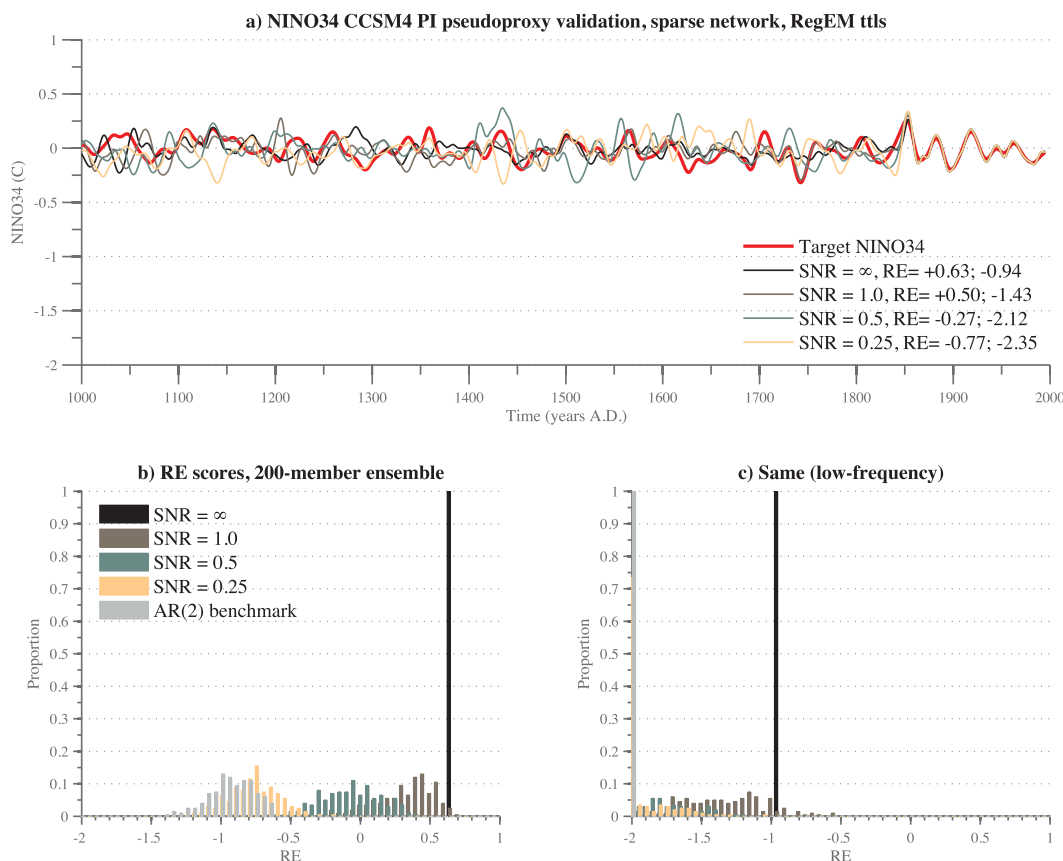 a) NINO34 CCSM4 PI pseudoproxy validation, sparse network, RegEM ttls
1
0.5
0
-0.5
-1
-1.5
-2
NINO34 (C)
Target NINO34
SNR = ∞, RE= +0.63; -0.94
SNR = 1.0, RE= +0.50; -1.43
SNR = 0.5, RE= -0.27; -2.12
SNR = 0.25, RE= -0.77; -2.35
1000 1100 1200 1300 1400 1500 1600 1700 1800 1900 2000
Time (years A.D.)
b) RE scores, 200-member ensemble
1
0.9
0.8
0.7
0.6
0.5
0.4
0.3
0.2
0.1
0
Proportion
SNR = ∞
SNR = 1.0
SNR = 0.5
SNR = 0.25
AR(2) benchmark
-2 -1.5 -1 -0.5 0 0.5 1
RE
c) Same (low-frequency)
1
0.9
0.8
0.7
0.6
0.5
0.4
0.3
0.2
0.1
0
Proportion
-2 -1.5 -1 -0.5 0 0.5 1
RE